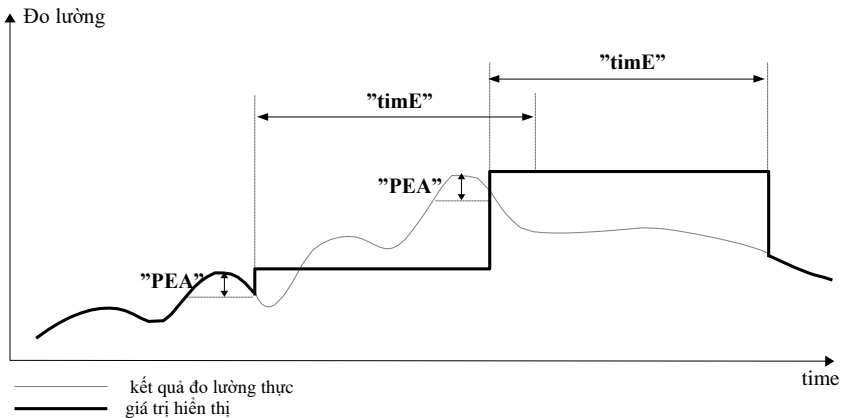 Đo lường
”timE”
”timE”
”PEA”
”PEA”
time
kết quả đo lường thực
giá trị hiển thị